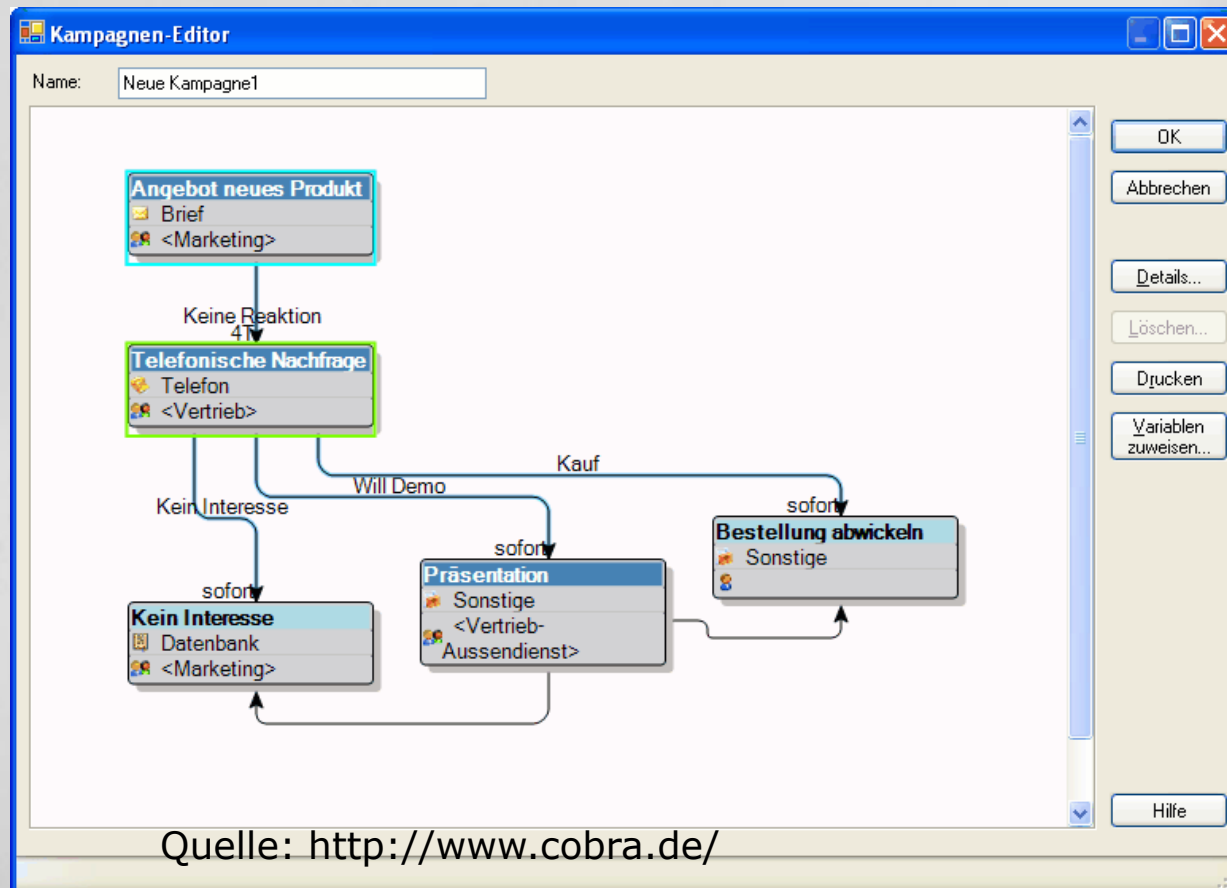 Kampagnen-Editor
Name: Neue Kampagne1
OK
Abbrechen
Details...
Löschen...
Drucken
Variablen
zuweisen...
Hilfe
Angebot neues Produkt
Brief
<Marketing>
Keine Reaktion
4T
Telefonische Nachfrage
Telefon
<Vertrieb>
Kauf
Will Demo
Kein Interesse
sofort
Bestellung abwickeln
Sonstige
sofort
Präsentation
Sonstige
<Vertrieb-
Aussendienst>
sofort
Kein Interesse
Datenbank
<Marketing>
Quelle: http://www.cobra.de/